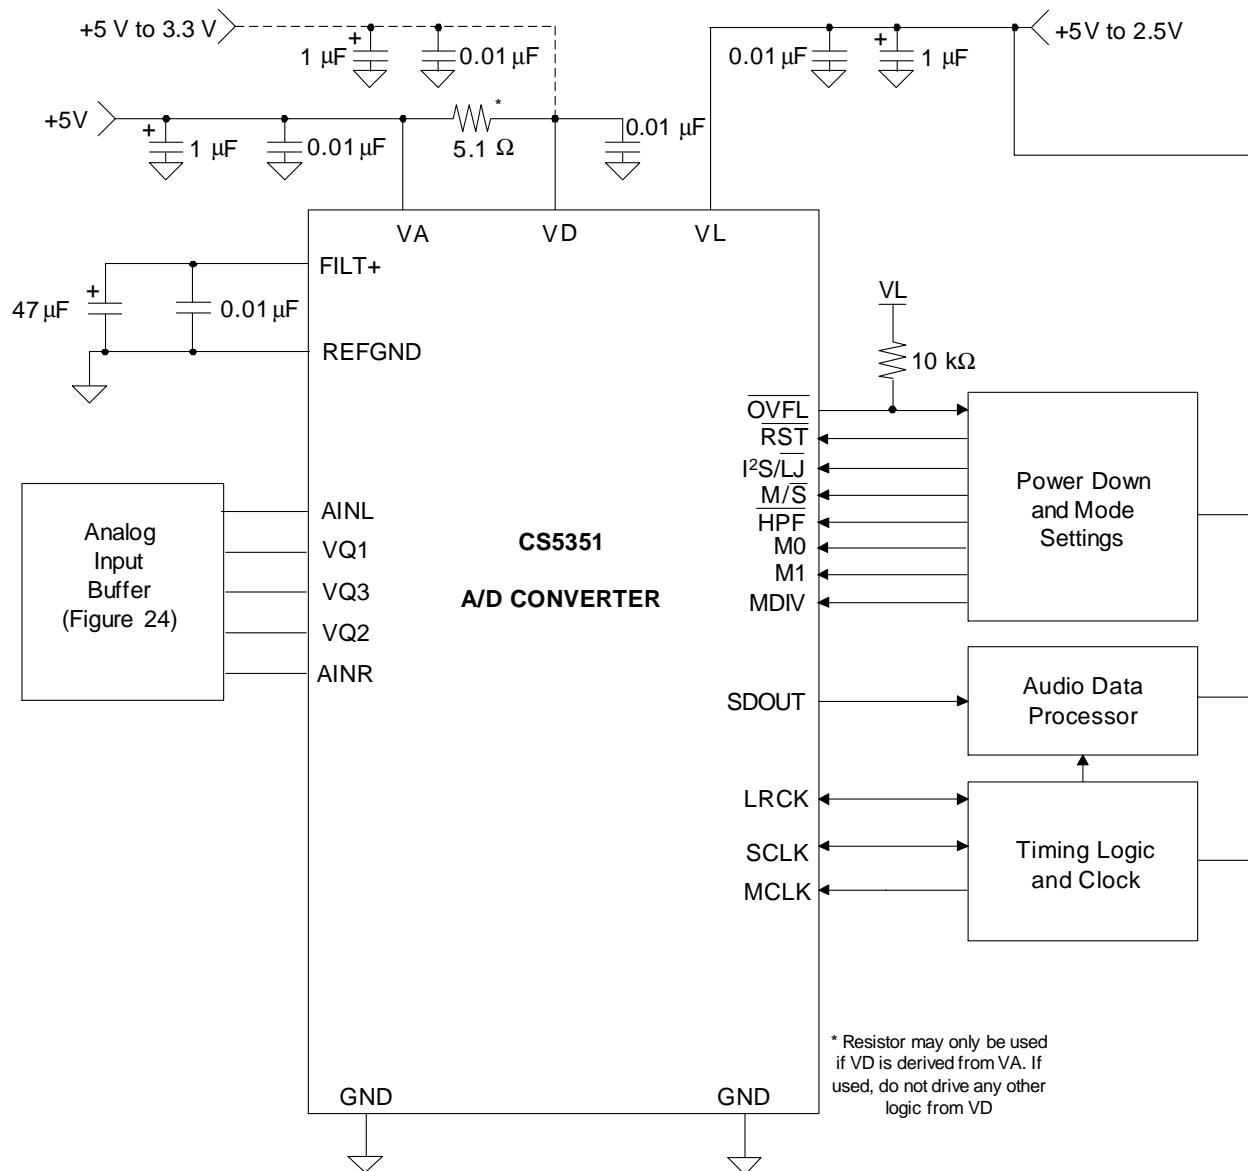 +5 V to 3.3 V
+
1 µF
0.01 µF
0.01 µF
+
1 µF
+5V to 2.5V
+5V
+
1 µF
0.01 µF
*
5.1 Ω
0.01 µF
VA
VD
VL
FILT+
+
47 µF
0.01 µF
REFGND
VL
10 kΩ
OVFL
RST
I²S/LJ
M/S
HPF
M0
M1
MDIV
Power Down
and Mode
Settings
Analog
Input
Buffer
(Figure 24)
AINL
VQ1
VQ3
VQ2
AINR
CS5351
A/D CONVERTER
SDOUT
Audio Data
Processor
LRCK
SCLK
MCLK
Timing Logic
and Clock
* Resistor may only be used
if VD is derived from VA. If
used, do not drive any other
logic from VD
GND
GND